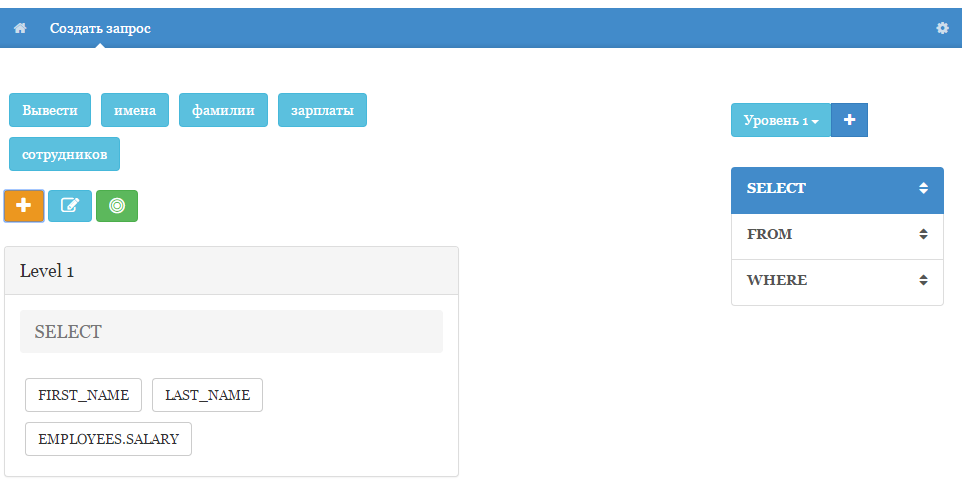 Создать запрос
Вывести имена фамилии зарплаты
сотрудников
Уровень 1
SELECT
FROM
WHERE
Level 1
SELECT
FIRST_NAME LAST_NAME
EMPLOYEES.SALARY